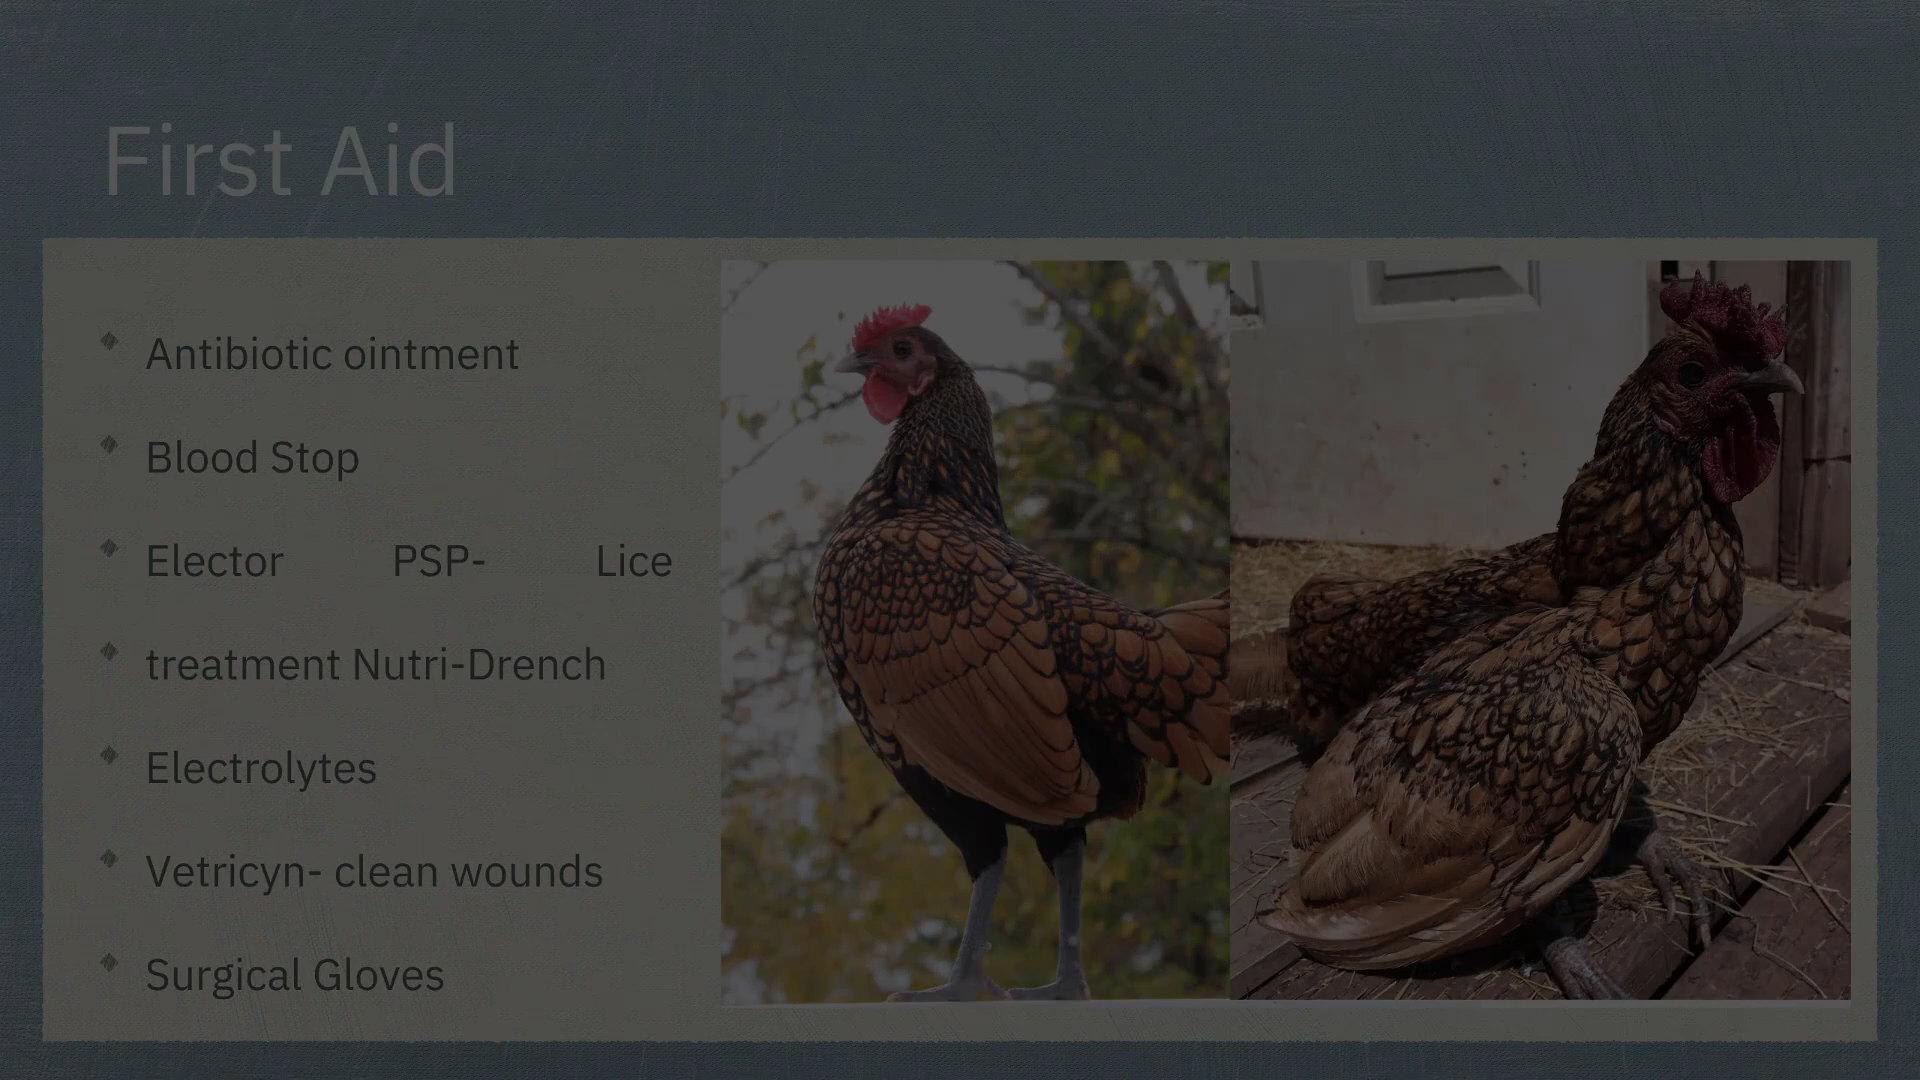 First Aid
Antibiotic ointment
Blood Stop
Elector PSP- Lice
treatment Nutri-Drench
Electrolytes
Vetricyn- clean wounds
Surgical Gloves